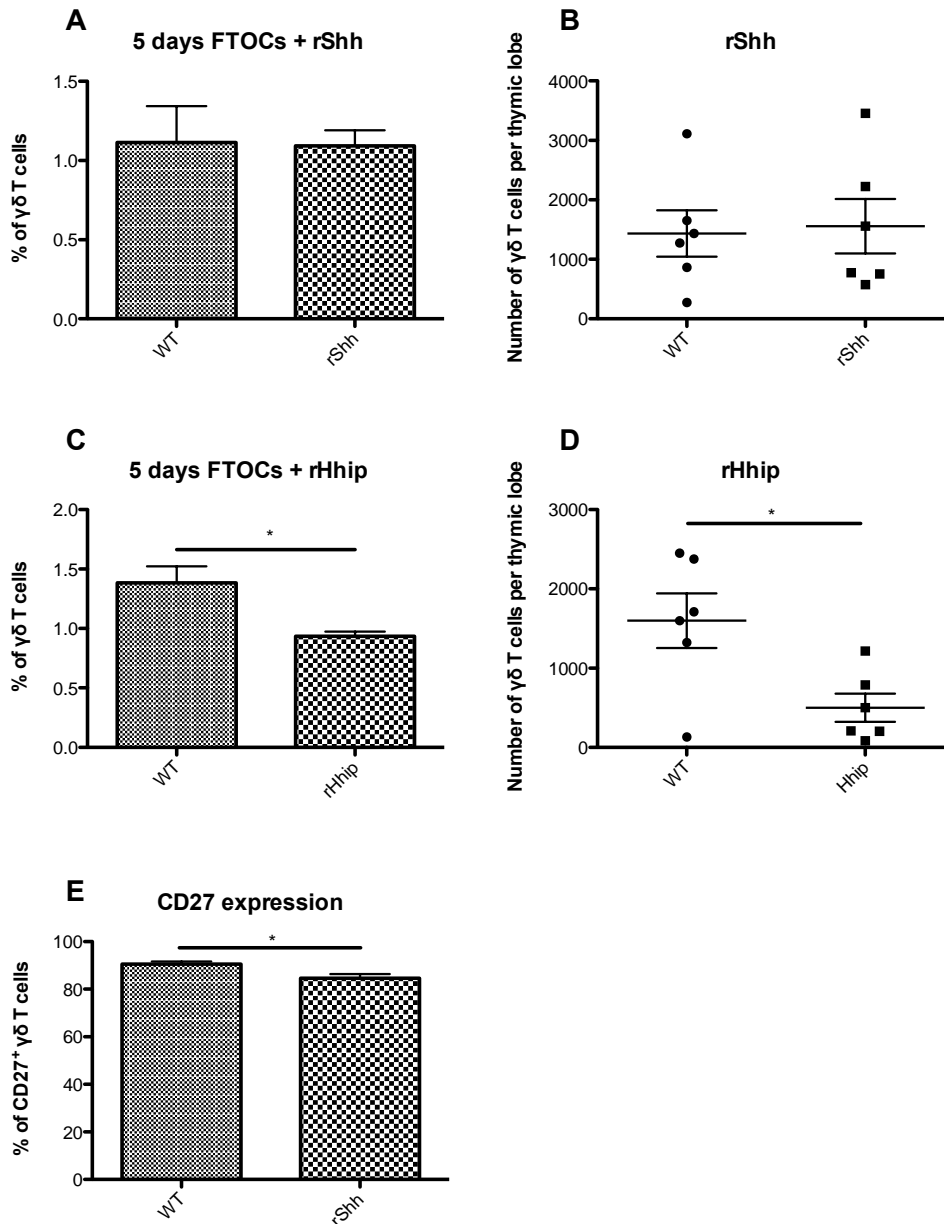 A
5 days FTOCs + rShh
% of γδ T cells
1.5
1.0
0.5
0.0
WT
rShh
B
rShh
Number of γδ T cells per thymic lobe
4000
3000
2000
1000
0
WT
rShh
C
5 days FTOCs + rHhip
% of γδ T cells
2.0
1.5
1.0
0.5
0.0
*
WT
rHhip
D
rHhip
Number of γδ T cells per thymic lobe
3000
2000
1000
0
*
WT
Hhip
E
CD27 expression
% of CD27⁺ γδ T cells
100
80
60
40
20
0
*
WT
rShh